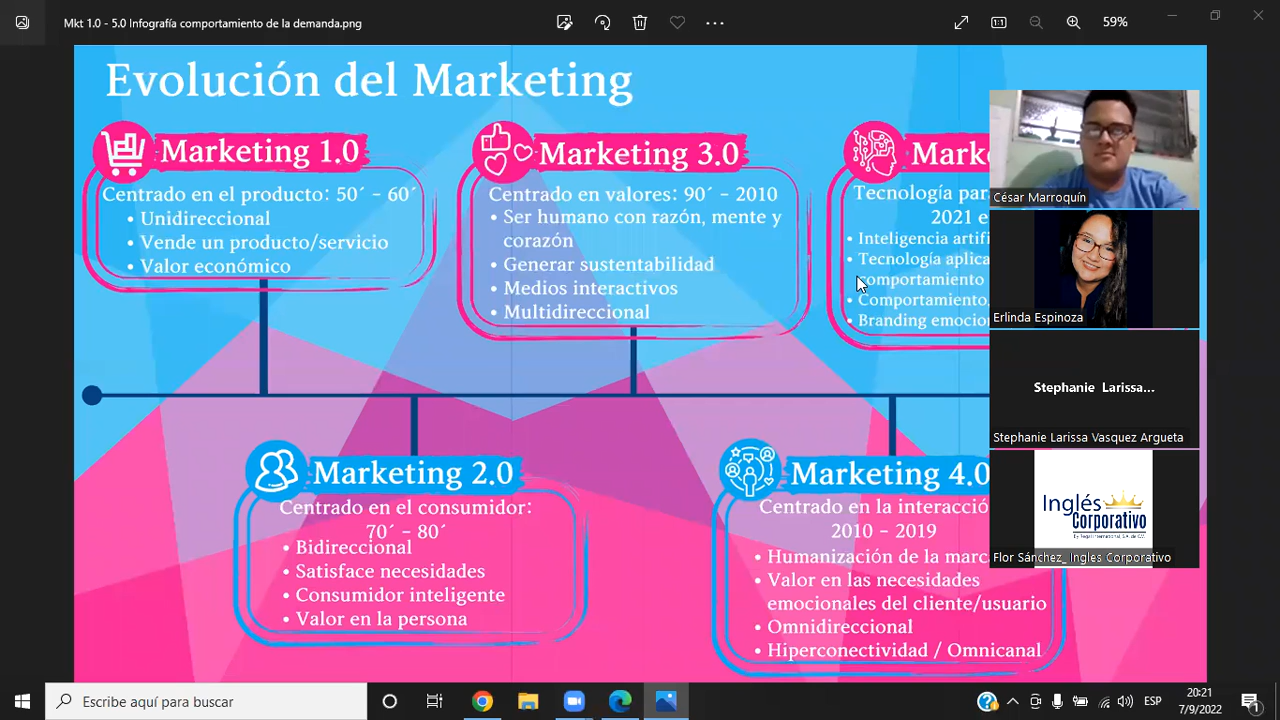 Mkt 1.0 - 5.0 Infografía comportamiento de la demanda.png
59%
Evolución del Marketing
Marketing 1.0
Centrado en el producto: 50´ - 60´
• Unidireccional
• Vende un producto/servicio
• Valor económico
Marketing 3.0
Centrado en valores: 90´ - 2010
• Ser humano con razón, mente y
corazón
• Generar sustentabilidad
• Medios interactivos
• Multidireccional
Tecnología
2021
• Inteligencia
• Tecnología
comportamiento
• Comportamiento,
• Branding
César Marroquín
Erlinda Espinoza
Stephanie Larissa...
Stephanie Larissa Vasquez Argueta
Inglés
Corporativo
Flor Sánchez_ Ingles Corporativo
Marketing 2.0
Centrado en el consumidor:
70´ - 80´
• Bidireccional
• Satisface necesidades
• Consumidor inteligente
• Valor en la persona
Marketing 4.0
Centrado en la
2010 - 2019
• Humanización de la
• Valor en las necesidades
emocionales del cliente/usuario
• Omnidireccional
• Hiperconectividad / Omnicanal
Escribe aquí para buscar
ESP
20:21
7/9/2022